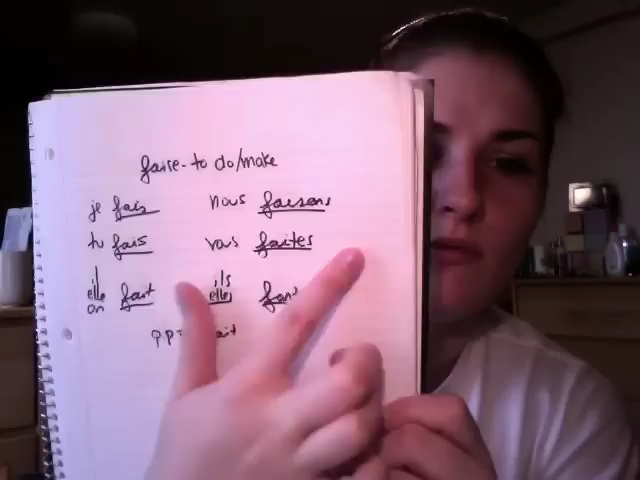 faire - to do/make
je fais nous faisons
tu fais vous faites
il ils
elle fait elles
on
pp=